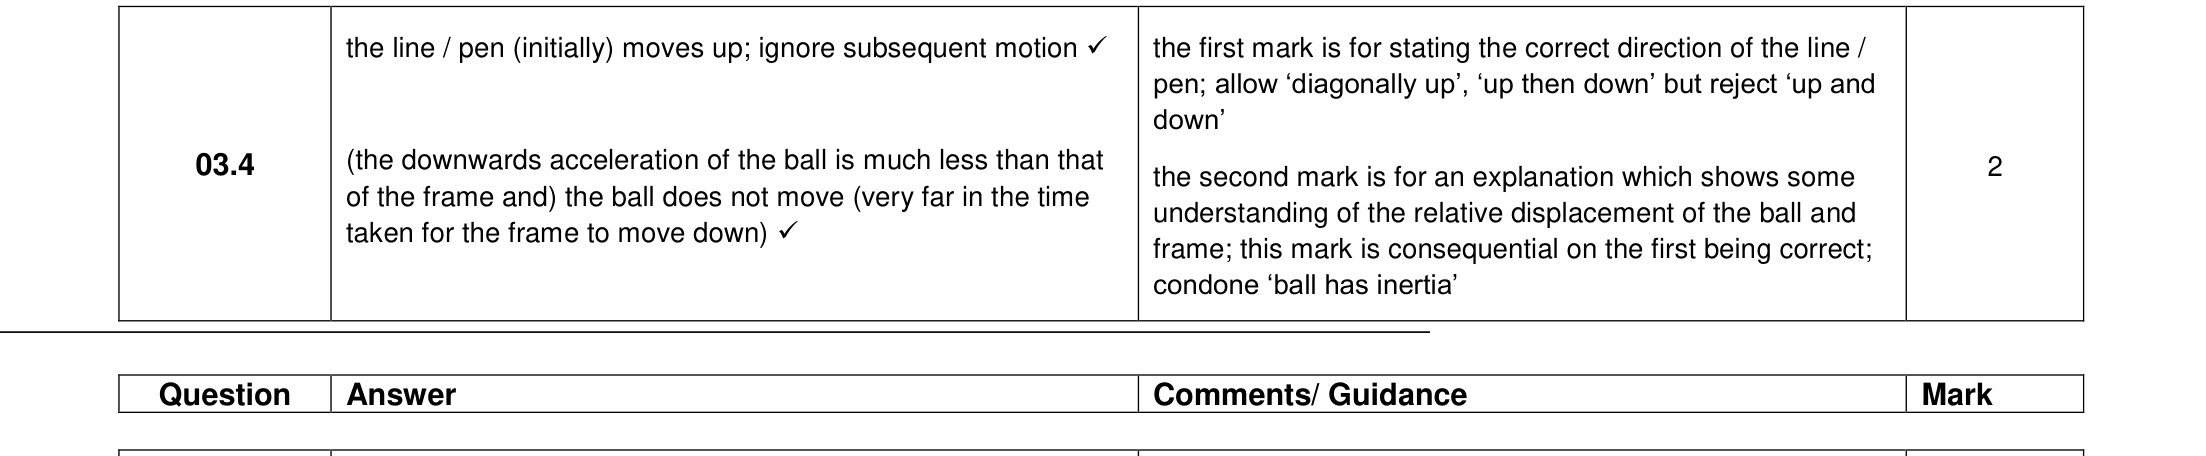 03.4
the line / pen (initially) moves up; ignore subsequent motion ✓
(the downwards acceleration of the ball is much less than that
of the frame and) the ball does not move (very far in the time
taken for the frame to move down) ✓
the first mark is for stating the correct direction of the line /
pen; allow ‘diagonally up’, ‘up then down’ but reject ‘up and
down’
the second mark is for an explanation which shows some
understanding of the relative displacement of the ball and
frame; this mark is consequential on the first being correct;
condone ‘ball has inertia’
2
Question Answer Comments/ Guidance Mark